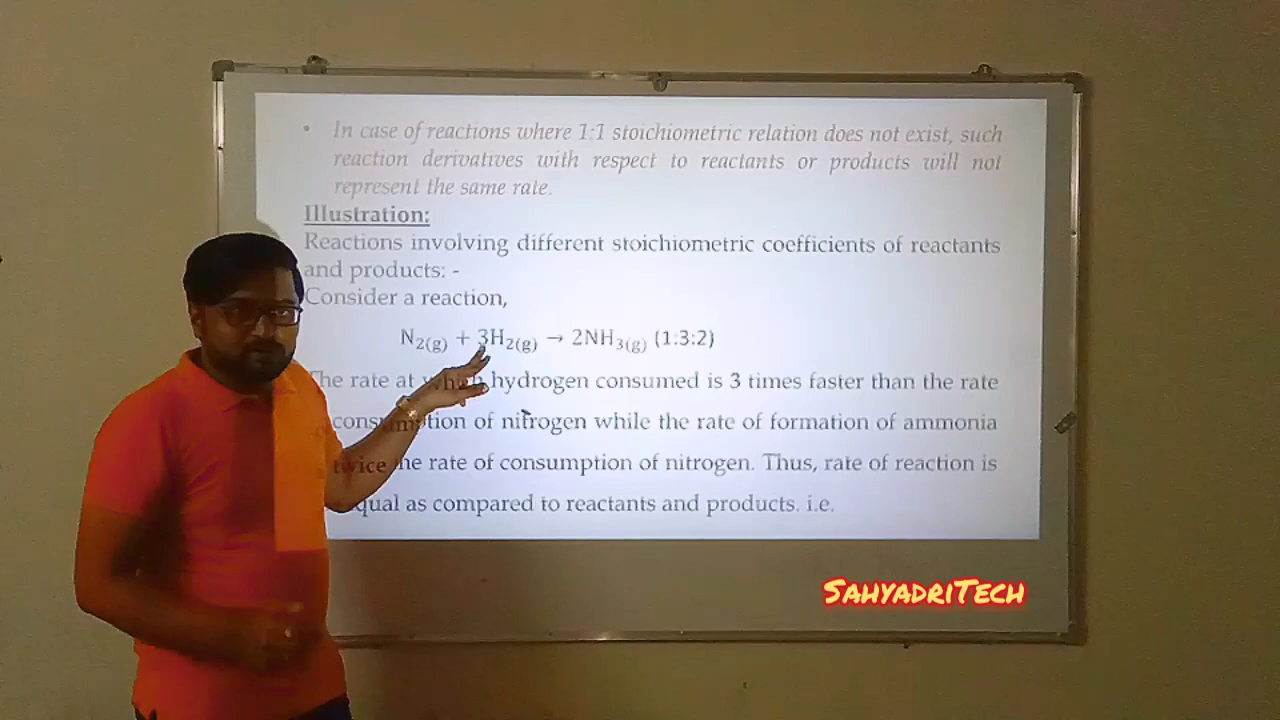 • In case of reactions where 1:1 stoichiometric relation does not exist, such
reaction derivatives with respect to reactants or products will not
represent the same rate.
Illustration:
Reactions involving different stoichiometric coefficients of reactants
and products: -
Consider a reaction,
N2(g) + 3H2(g) → 2NH3(g) (1:3:2)
The rate at which hydrogen consumed is 3 times faster than the rate
consumption of nitrogen while the rate of formation of ammonia
twice the rate of consumption of nitrogen. Thus, rate of reaction is
qual as compared to reactants and products. i.e.
SAHYADRITECH